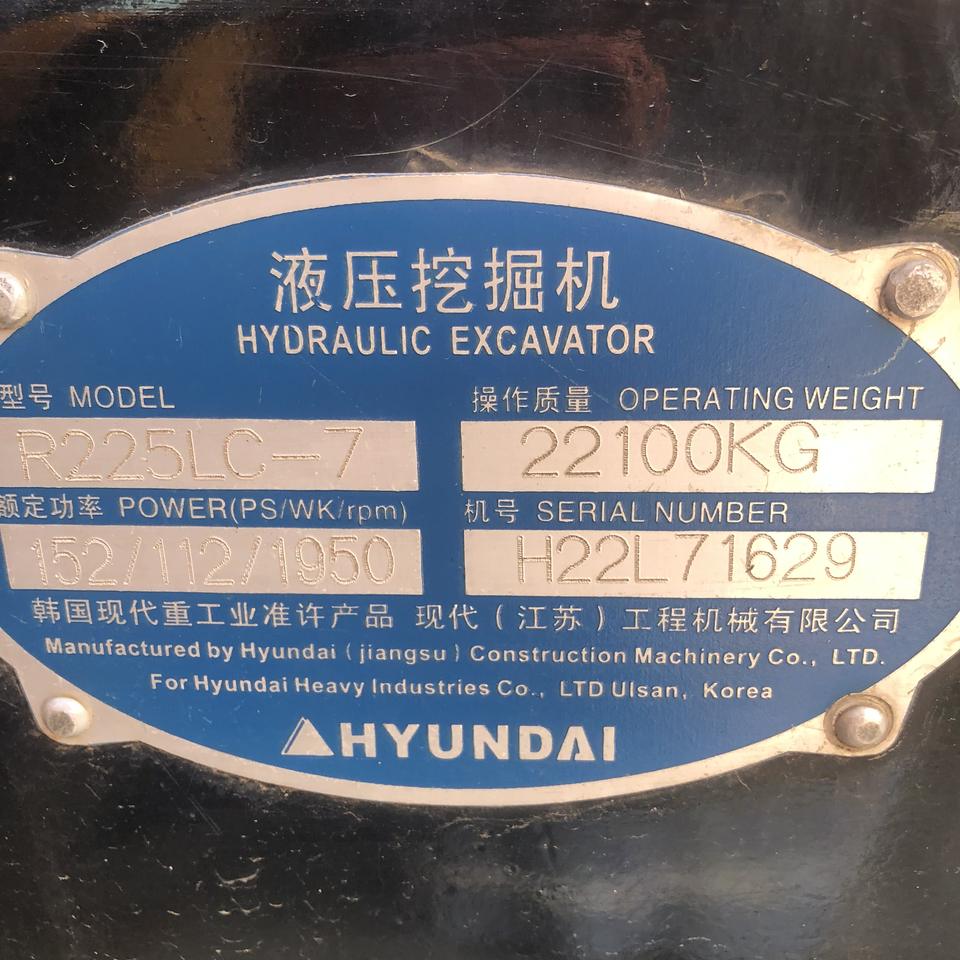 液压挖掘机
HYDRAULIC EXCAVATOR
型号 MODEL
操作质量 OPERATING WEIGHT
R225LC-7
22100KG
额定功率 POWER(PS/WK/rpm)
机号 SERIAL NUMBER
152/112/1950
H22L71629
韩国现代重工业准许产品 现代(江苏)工程机械有限公司
Manufactured by Hyundai (jiangsu) Construction Machinery Co., LTD.
For Hyundai Heavy Industries Co., LTD Ulsan, Korea
HYUNDAI